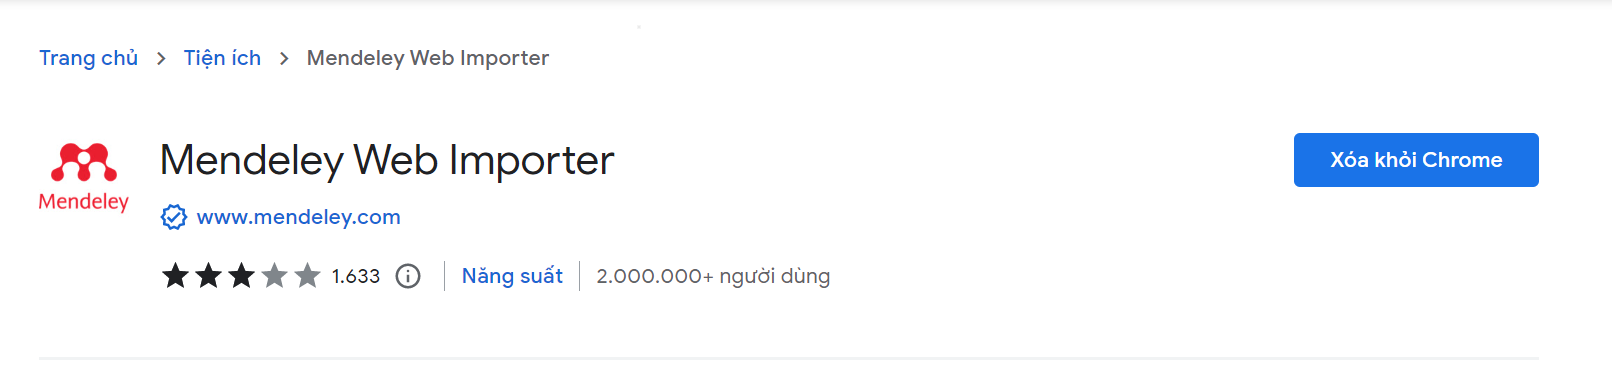 Trang chủ > Tiện ích > Mendeley Web Importer
Mendeley
Mendeley Web Importer
www.mendeley.com
1.633 Năng suất 2.000.000+ người dùng
Xóa khỏi Chrome